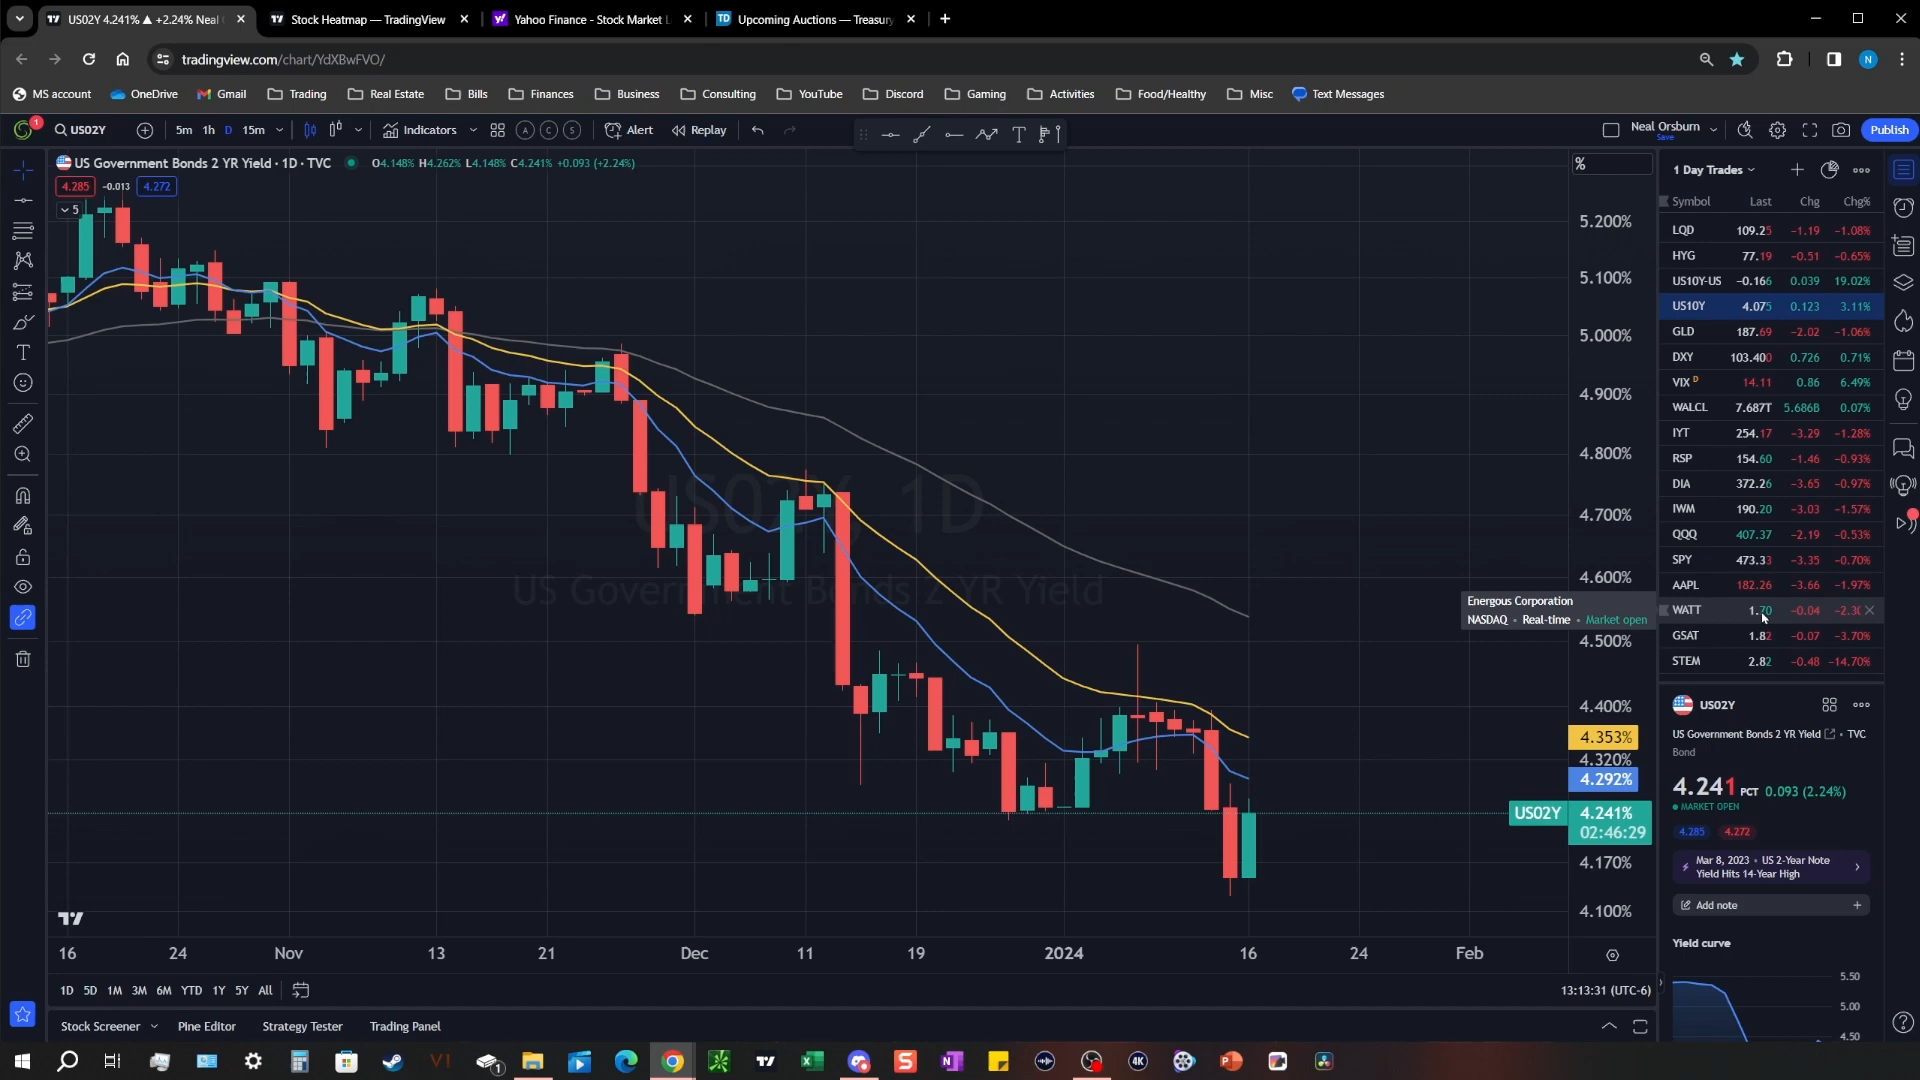 US02Y 4.241% ▲ +2.24% Neal
Stock Heatmap — TradingView
Yahoo Finance - Stock Market L
Upcoming Auctions — Treasury
tradingview.com/chart/YdXBwFVO/
N
MS account
OneDrive
Gmail
Trading
Real Estate
Bills
Finances
Business
Consulting
YouTube
Discord
Gaming
Activities
Food/Healthy
Misc
Text Messages
1
US02Y
5m 1h D 15m
Indicators
A C S
Alert
Replay
Neal Orsburn
Save
Publish
US Government Bonds 2 YR Yield · 1D · TVC
O4.148% H4.262% L4.148% C4.241% +0.093 (+2.24%)
4.285 -0.013 4.272
5
US02Y, 1D
US Government Bonds 2 YR Yield
%
5.200%
5.100%
5.000%
4.900%
4.800%
4.700%
4.600%
4.500%
4.400%
4.353%
4.320%
4.292%
US02Y 4.241%
02:46:29
4.170%
4.100%
16 24 Nov 13 21 Dec 11 19 2024 16 24 Feb
1D 5D 1M 3M 6M YTD 1Y 5Y All
13:13:31 (UTC-6)
Stock Screener
Pine Editor
Strategy Tester
Trading Panel
Energous Corporation
NASDAQ • Real-time • Market open
1 Day Trades
Symbol Last Chg Chg%
LQD 109.25 −1.19 −1.08%
HYG 77.19 −0.51 −0.65%
US10Y-US −0.166 0.039 19.02%
US10Y 4.075 0.123 3.11%
GLD 187.69 −2.02 −1.06%
DXY 103.400 0.726 0.71%
VIX D 14.11 0.86 6.49%
WALCL 7.687T 5.686B 0.07%
IYT 254.17 −3.29 −1.28%
RSP 154.60 −1.46 −0.93%
DIA 372.26 −3.65 −0.97%
IWM 190.20 −3.03 −1.57%
QQQ 407.37 −2.19 −0.53%
SPY 473.33 −3.35 −0.70%
AAPL 182.26 −3.66 −1.97%
WATT 1.70 −0.04 −2.30
GSAT 1.82 −0.07 −3.70%
STEM 2.82 −0.48 −14.70%
US02Y
US Government Bonds 2 YR Yield • TVC
Bond
4.241 PCT 0.093 (2.24%)
MARKET OPEN
4.285 4.272
Mar 8, 2023 • US 2-Year Note
Yield Hits 14-Year High
Add note
Yield curve
5.50
5.00
4.50